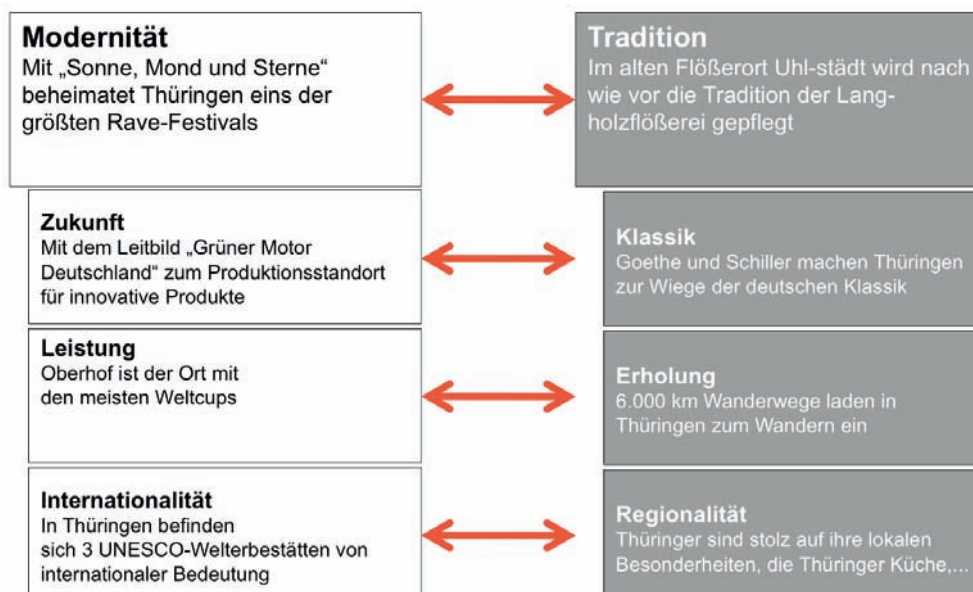 Modernität
Mit „Sonne, Mond und Sterne“
beheimatet Thüringen eins der
größten Rave-Festivals
Tradition
Im alten Flößerort Uhl-städt wird nach
wie vor die Tradition der Lang-
holzflößerei gepflegt
Zukunft
Mit dem Leitbild „Grüner Motor
Deutschland“ zum Produktionsstandort
für innovative Produkte
Klassik
Goethe und Schiller machen Thüringen
zur Wiege der deutschen Klassik
Leistung
Oberhof ist der Ort mit
den meisten Weltcups
Erholung
6.000 km Wanderwege laden in
Thüringen zum Wandern ein
Internationalität
In Thüringen befinden
sich 3 UNESCO-Welterbestätten von
internationaler Bedeutung
Regionalität
Thüringer sind stolz auf ihre lokalen
Besonderheiten, die Thüringer Küche,...